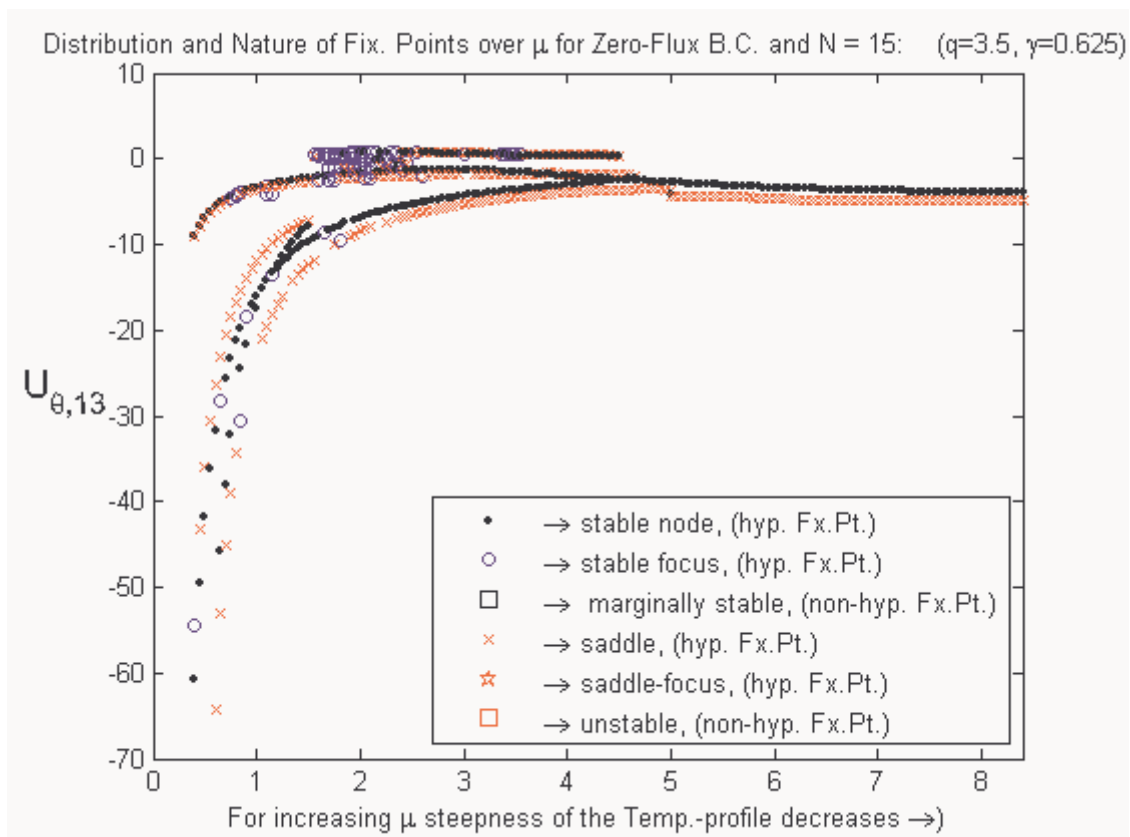 Distribution and Nature of Fix. Points over μ for Zero-Flux B.C. and N = 15: (q=3.5, γ=0.625)
10
0
-10
-20
-30
-40
-50
-60
-70
U_θ,13
→ stable node, (hyp. Fx.Pt.)
→ stable focus, (hyp. Fx.Pt.)
→ marginally stable, (non-hyp. Fx.Pt.)
→ saddle, (hyp. Fx.Pt.)
→ saddle-focus, (hyp. Fx.Pt.)
→ unstable, (non-hyp. Fx.Pt.)
0 1 2 3 4 5 6 7 8
For increasing μ steepness of the Temp.-profile decreases →)